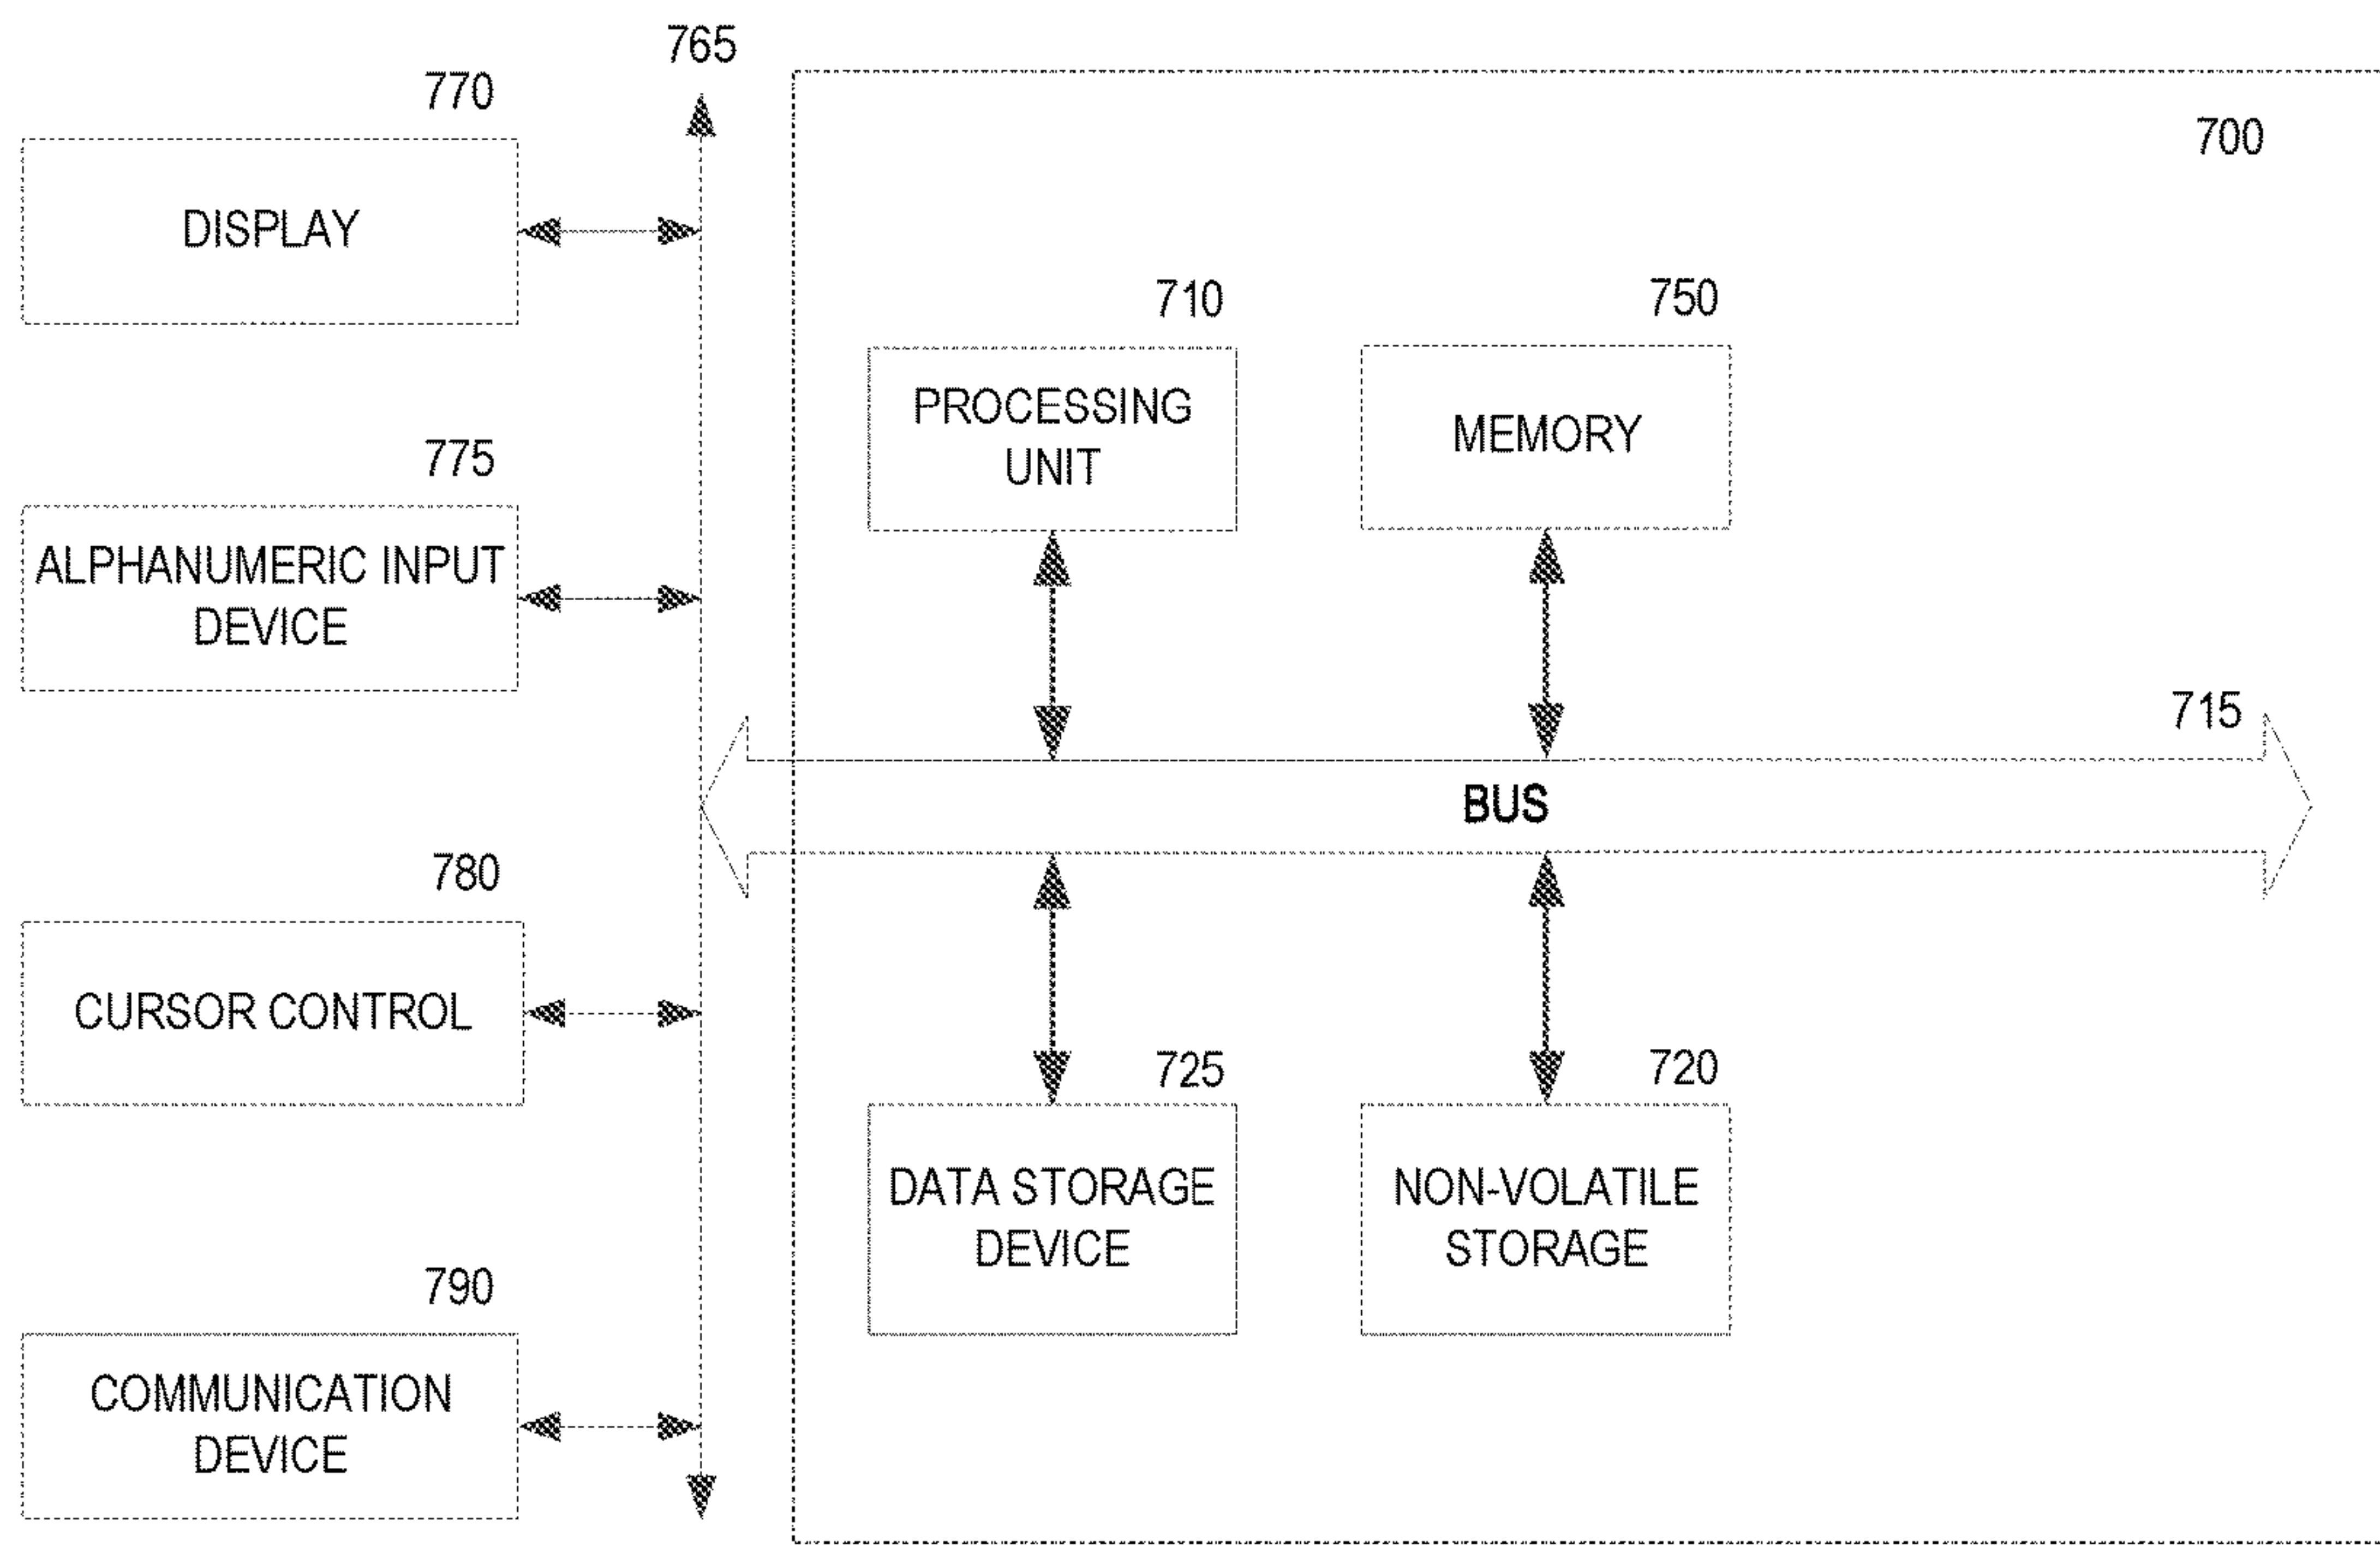 765
770
700
DISPLAY
710
750
PROCESSING
UNIT
MEMORY
775
ALPHANUMERIC INPUT
DEVICE
715
BUS
780
CURSOR CONTROL
725
720
DATA STORAGE
DEVICE
NON-VOLATILE
STORAGE
790
COMMUNICATION
DEVICE